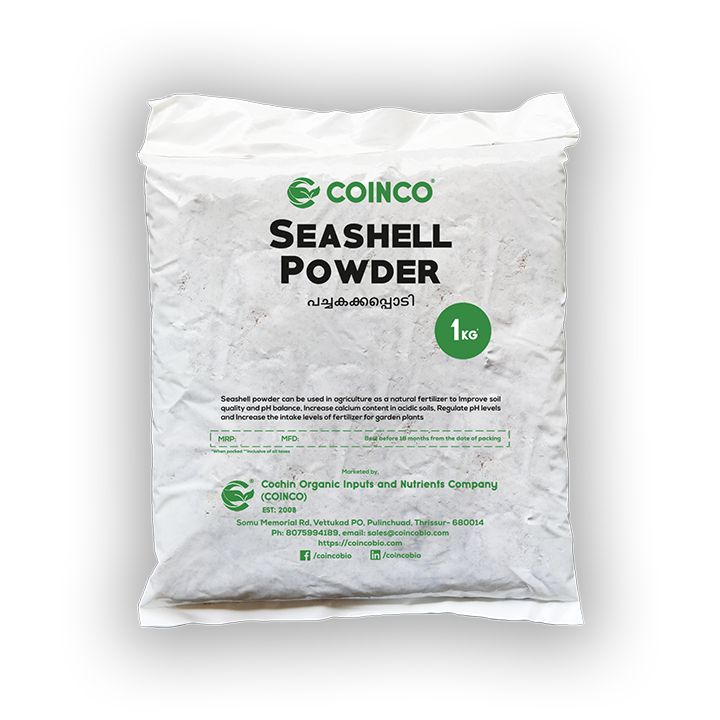 COINCO®
SEASHELL
POWDER
പച്ചകക്കപ്പൊടി
1KG*
Seashell powder can be used in agriculture as a natural fertilizer to Improve soil
quality and pH balance, Increase calcium content in acidic soils, Regulate pH levels
and Increase the intake levels of fertilizer for garden plants
MRP: MFD: Best before 18 months from the date of packing
*When packed **Inclusive of all taxes
Marketed by:
Cochin Organic Inputs and Nutrients Company
(COINCO)
EST: 2008
Somu Memorial Rd, Vettukad PO, Pulinchuad, Thrissur- 680014
Ph: 8075994189, email: sales@coincobio.com
https://coincobio.com
/coincobio /coincobio